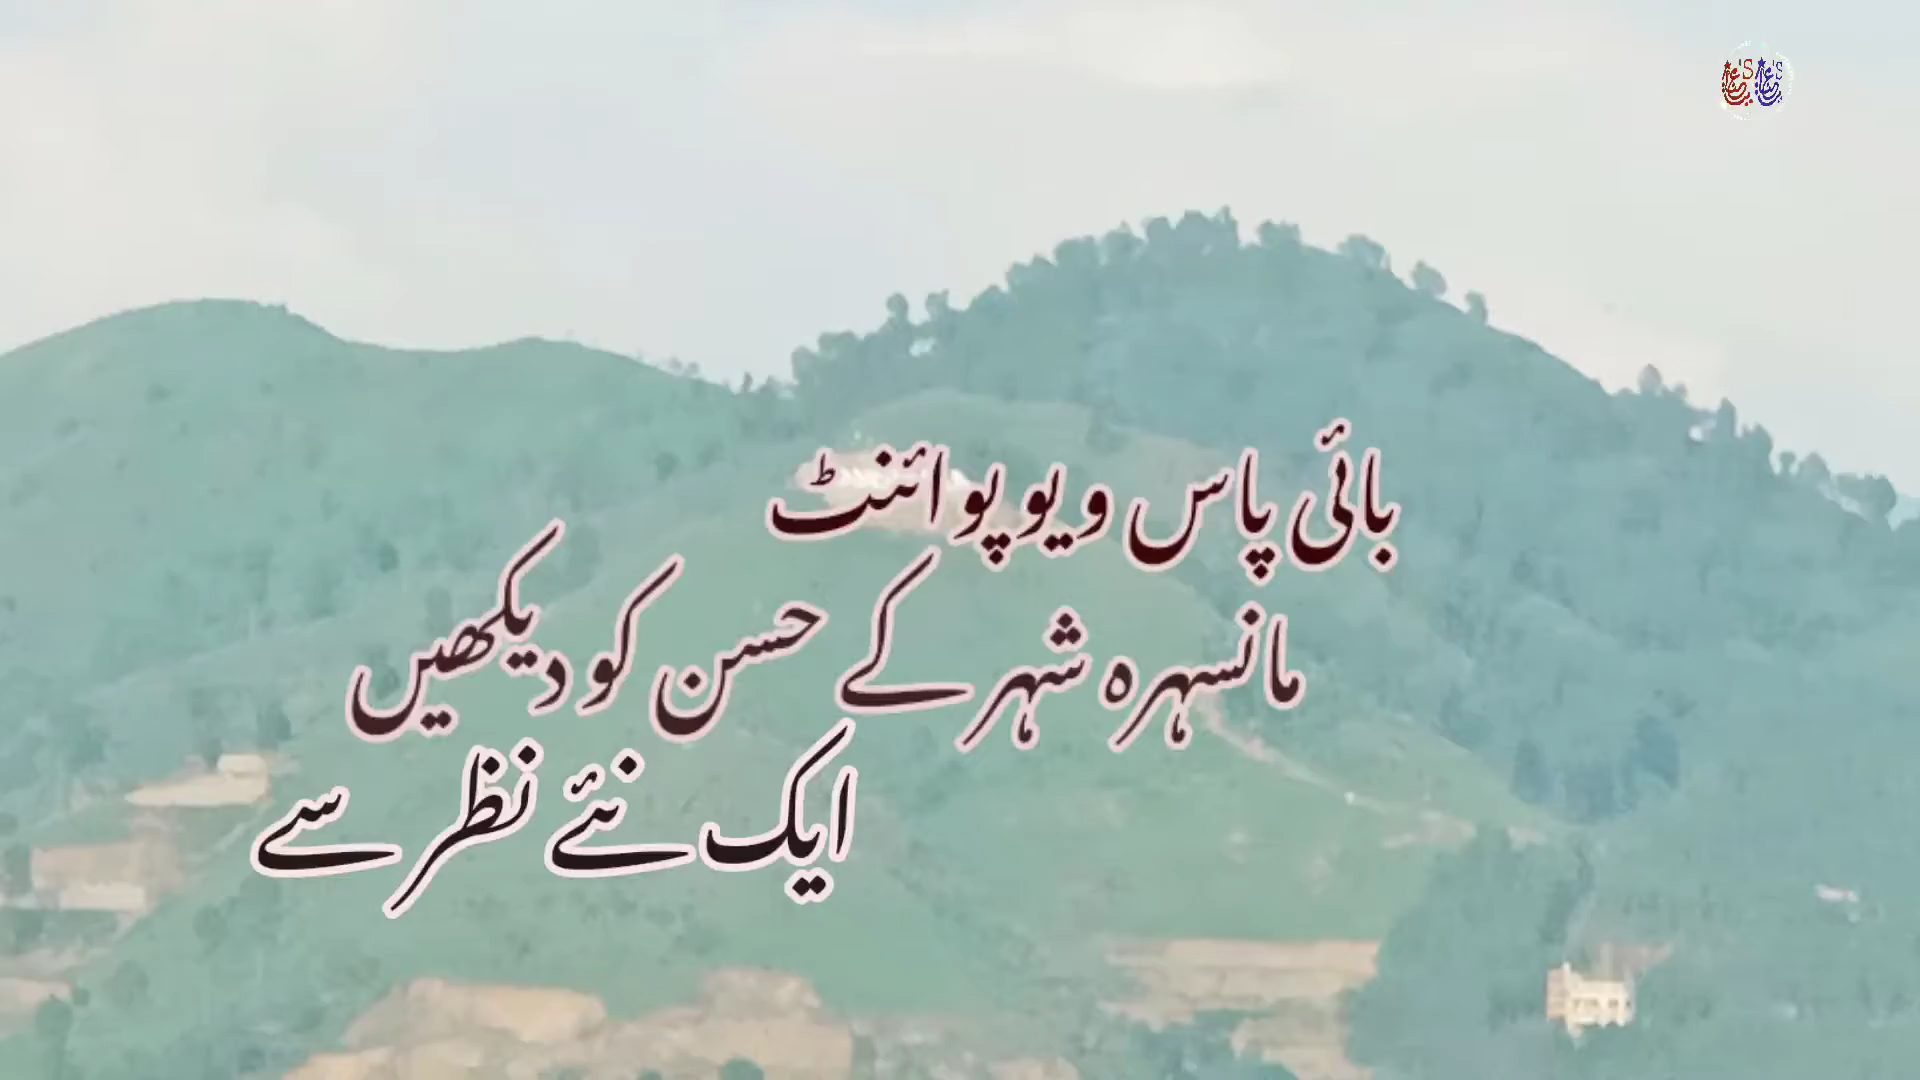 بائی پاس ویو پوائنٹ
مانسہرہ شہر کے حسن کو دیکھیں
ایک نئے نظر سے